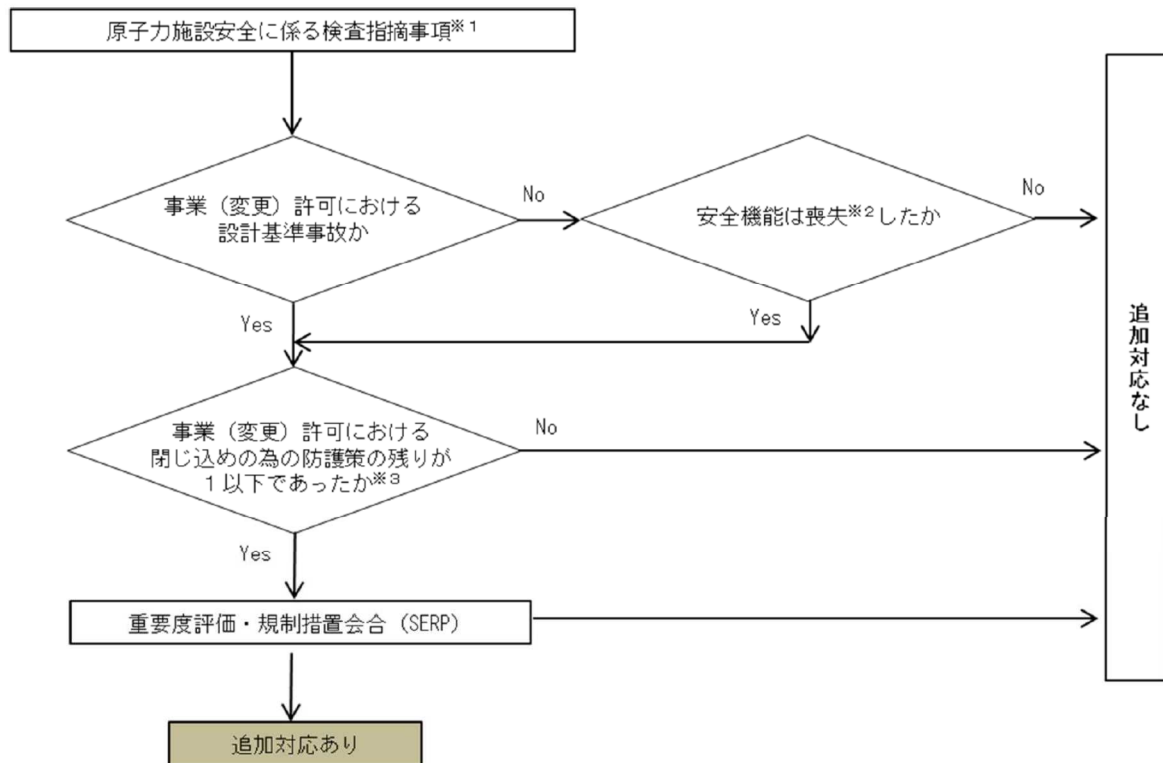 原子力施設安全に係る検査指摘事項※1
事業（変更）許可における
設計基準事故か
No
安全機能は喪失※2したか
No
Yes
Yes
事業（変更）許可における
閉じ込めの為の防護策の残りが
1以下であったか※3
No
Yes
重要度評価・規制措置会合（SERP）
追加対応あり
追加対応なし